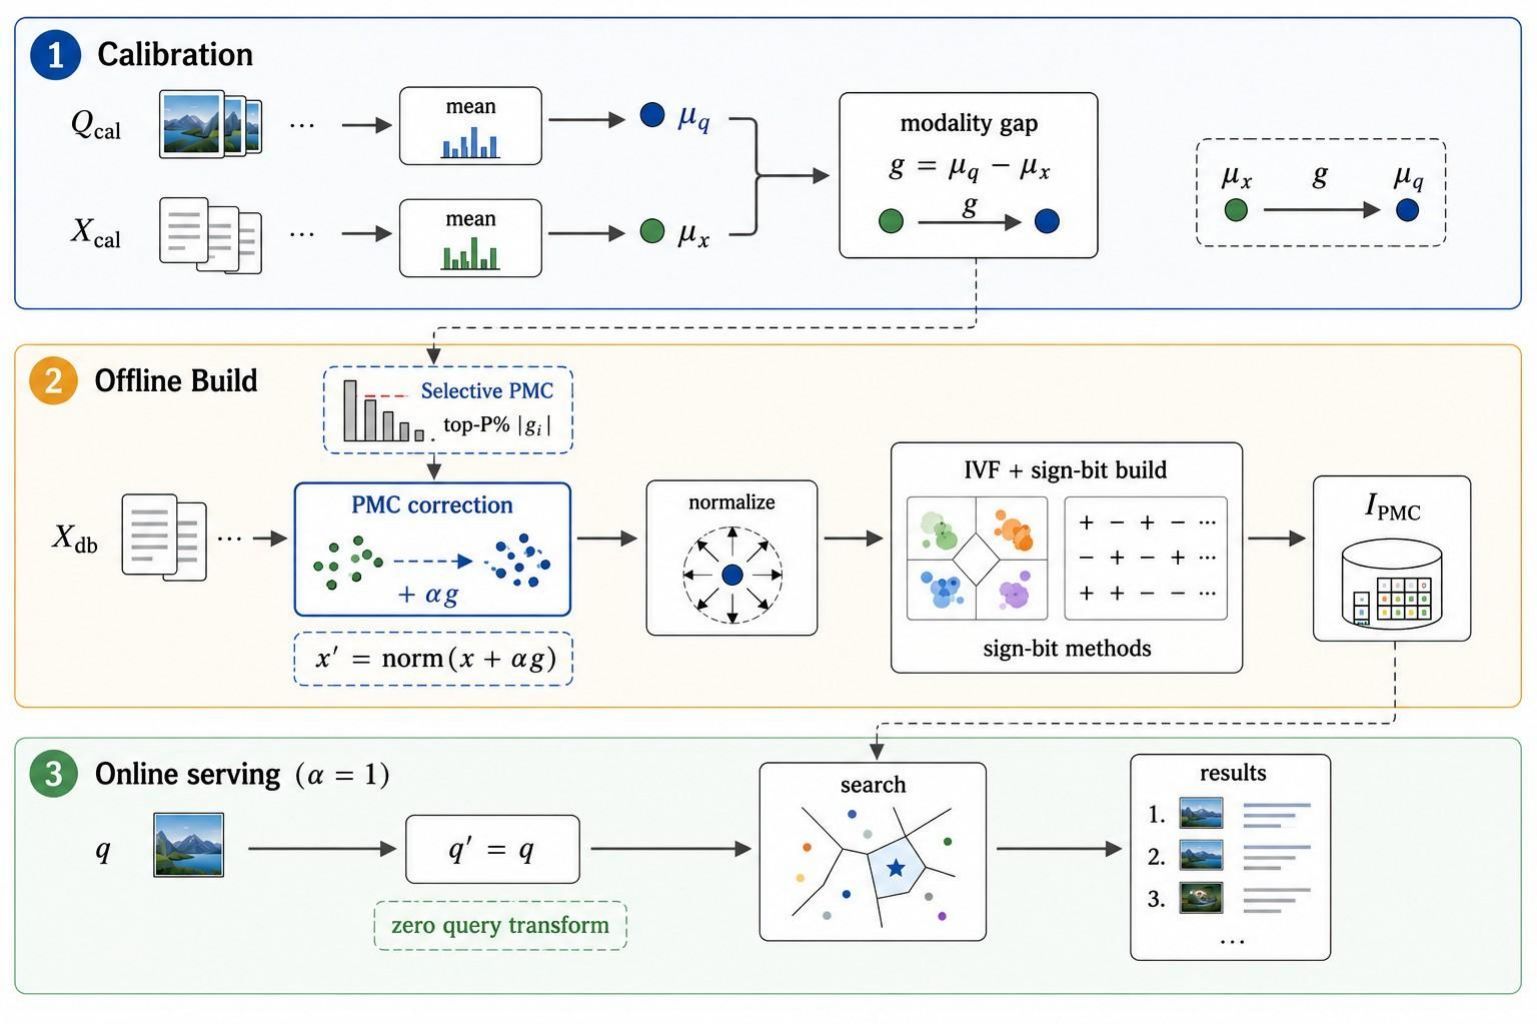 1 Calibration
Q_cal
...
mean
μ_q
X_cal
...
mean
μ_x
modality gap
g = μ_q − μ_x
g
μ_x g μ_q
2 Offline Build
Selective PMC
top-P% |g_i|
X_db
...
PMC correction
+ αg
x′ = norm(x + αg)
normalize
IVF + sign-bit build
+ − + − ...
− + − + ...
+ + − − ...
sign-bit methods
I_PMC
3 Online serving (α = 1)
q
q′ = q
zero query transform
search
results
1.
2.
3.
...